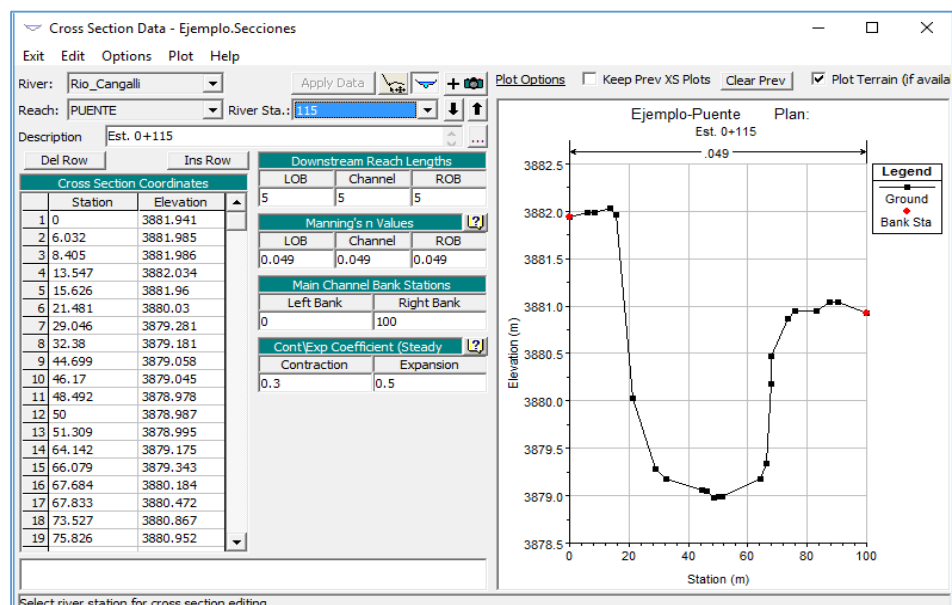 Cross Section Data - Ejemplo.Secciones
Exit Edit Options Plot Help
River: Rio_Cangalli Apply Data
Plot Options Keep Prev XS Plots Clear Prev Plot Terrain (if availa
Reach: PUENTE River Sta.: 115
Description Est. 0+115 ...
Del Row Ins Row
Cross Section Coordinates
Station Elevation
1 0 3881.941
2 6.032 3881.985
3 8.405 3881.986
4 13.547 3882.034
5 15.626 3881.96
6 21.481 3880.03
7 29.046 3879.281
8 32.38 3879.181
9 44.699 3879.058
10 46.17 3879.045
11 48.492 3878.978
12 50 3878.987
13 51.309 3878.995
14 64.142 3879.175
15 66.079 3879.343
16 67.684 3880.184
17 67.833 3880.472
18 73.527 3880.867
19 75.826 3880.952
Downstream Reach Lengths
LOB Channel ROB
5 5 5
Manning's n Values
LOB Channel ROB
0.049 0.049 0.049
Main Channel Bank Stations
Left Bank Right Bank
0 100
Cont\Exp Coefficient (Steady
Contraction Expansion
0.3 0.5
Ejemplo-Puente Plan:
Est. 0+115
.049
Legend
Ground
Bank Sta
3882.5
3882.0
3881.5
3881.0
3880.5
3880.0
3879.5
3879.0
3878.5
Elevation (m)
0 20 40 60 80 100
Station (m)
Select river station for cross section editing